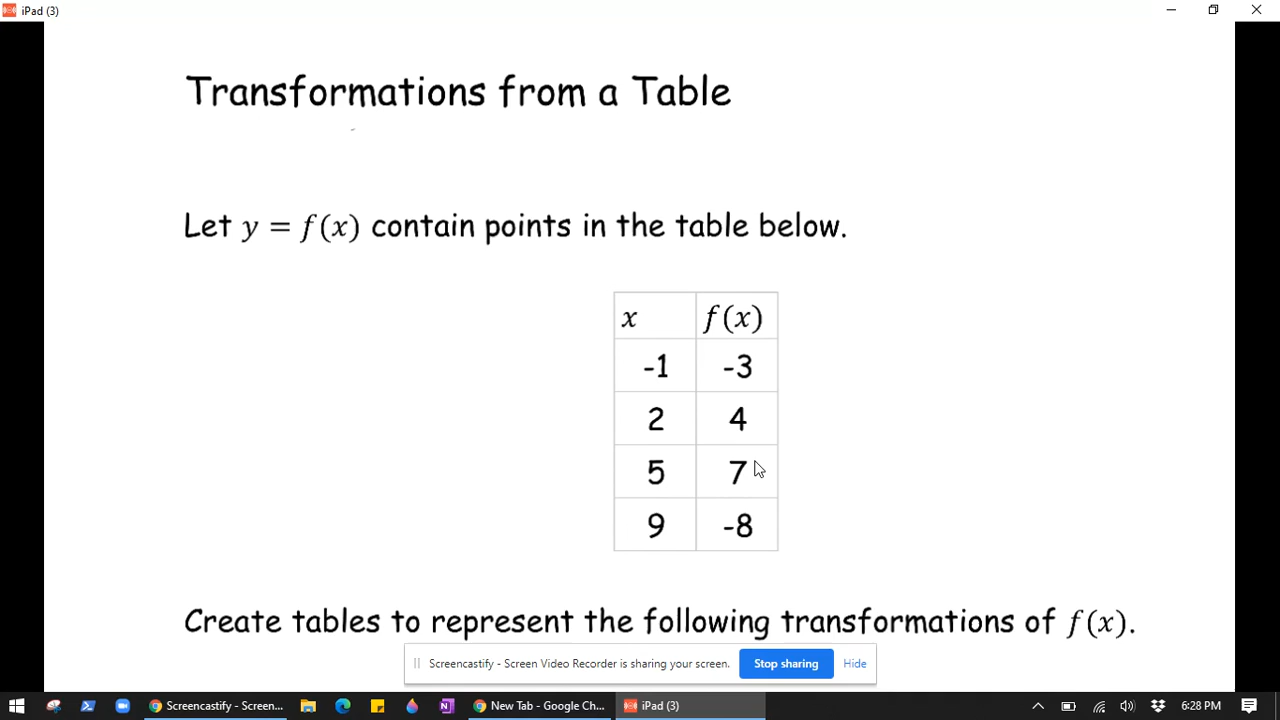 iPad (3)
Transformations from a Table
Let y = f(x) contain points in the table below.
x f(x)
-1 -3
2 4
5 7
9 -8
Create tables to represent the following transformations of f(x).
Screencastify - Screen Video Recorder is sharing your screen. Stop sharing Hide
Screencastify - Screen... New Tab - Google Ch... iPad (3) 6:28 PM